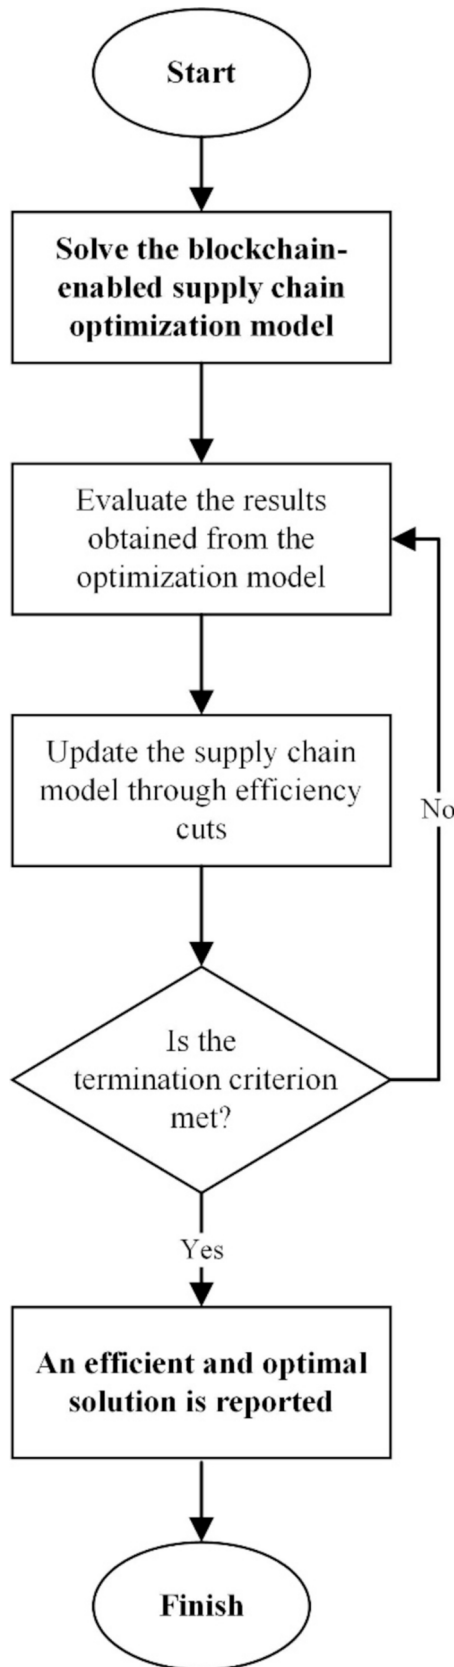 Start
Solve the blockchain-
enabled supply chain
optimization model
Evaluate the results
obtained from the
optimization model
Update the supply chain
model through efficiency
cuts
No
Is the
termination criterion
met?
Yes
An efficient and optimal
solution is reported
Finish